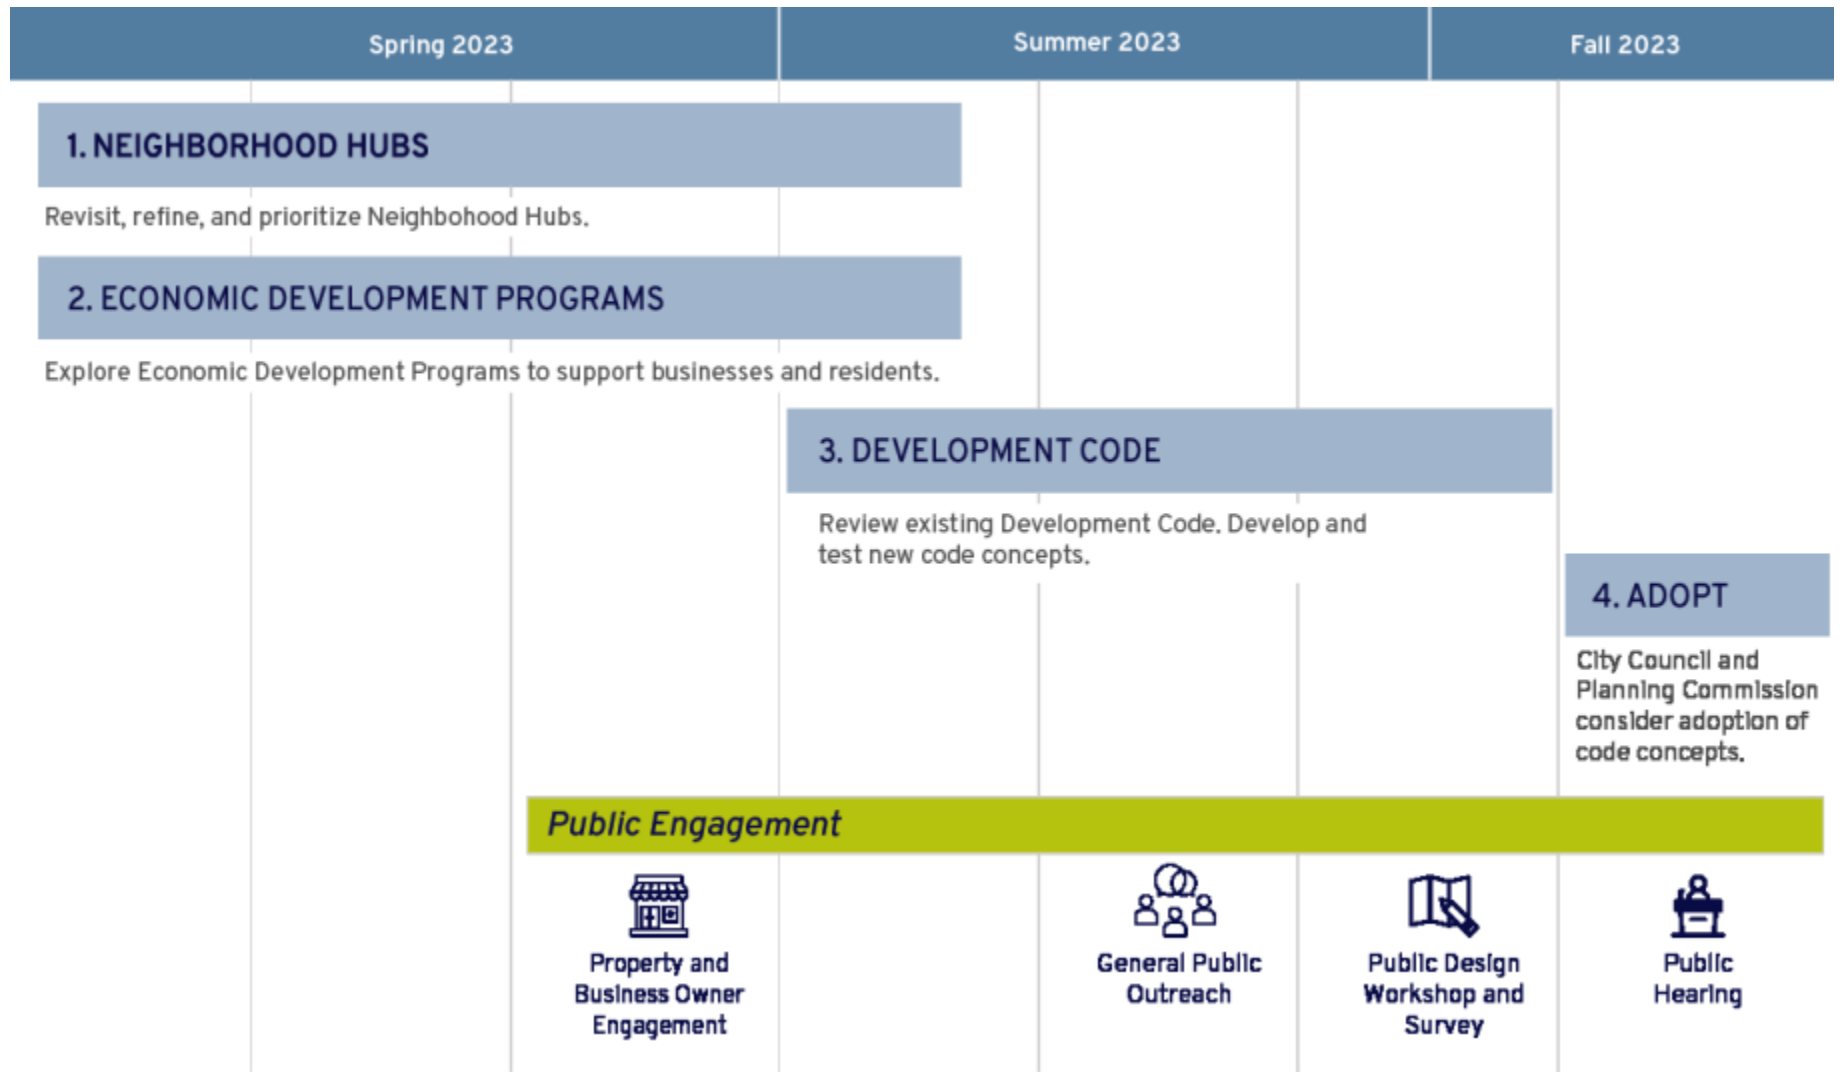 Spring 2023
Summer 2023
Fall 2023
1. NEIGHBORHOOD HUBS
Revisit, refine, and prioritize Neighbohood Hubs.
2. ECONOMIC DEVELOPMENT PROGRAMS
Explore Economic Development Programs to support businesses and residents.
3. DEVELOPMENT CODE
Review existing Development Code. Develop and
test new code concepts.
4. ADOPT
City Council and
Planning Commission
consider adoption of
code concepts.
Public Engagement
Property and
Business Owner
Engagement
General Public
Outreach
Public Design
Workshop and
Survey
Public
Hearing